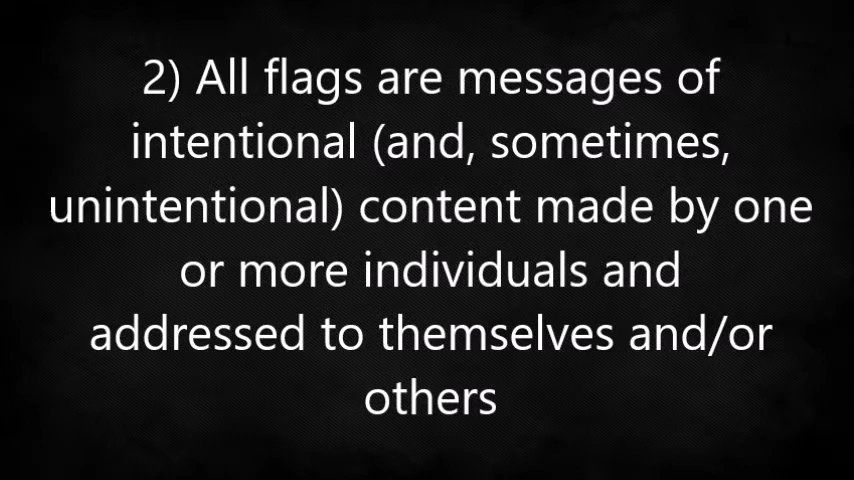 2) All flags are messages of
intentional (and, sometimes,
unintentional) content made by one
or more individuals and
addressed to themselves and/or
others